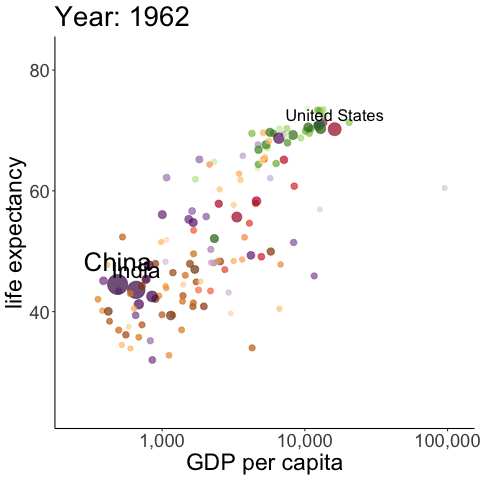 Year: 1962
80
60
40
life expectancy
United States
China
India
1,000
10,000
100,000
GDP per capita